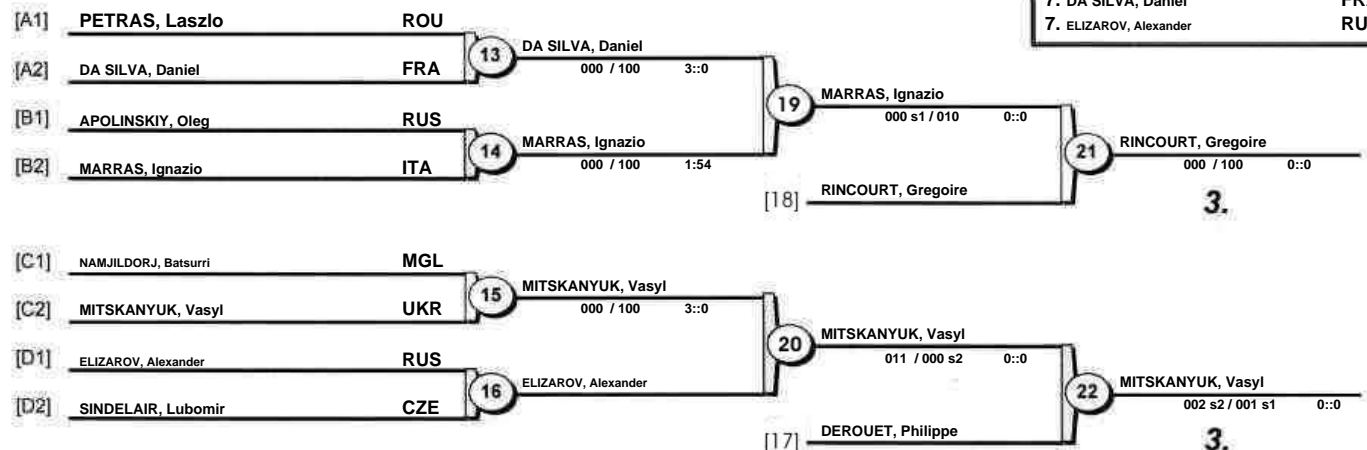 7. DA SILVA, Daniel
7. ELIZAROV, Alexander RU
[A1] PETRAS, Laszlo ROU
13 DA SILVA, Daniel
000 / 100 3::0
[A2] DA SILVA, Daniel FRA
19 MARRAS, Ignazio
000 s1 / 010 0::0
[B1] APOLINSKIY, Oleg RUS
14 MARRAS, Ignazio
000 / 100 1:54
21 RINCOURT, Gregoire
000 / 100 0::0
[B2] MARRAS, Ignazio ITA
[18] RINCOURT, Gregoire
3.
[C1] NAMJILDORJ, Batsurri MGL
15 MITSKANYUK, Vasyl
000 / 100 3::0
[C2] MITSKANYUK, Vasyl UKR
20 MITSKANYUK, Vasyl
011 / 000 s2 0::0
[D1] ELIZAROV, Alexander RUS
16 ELIZAROV, Alexander
22 MITSKANYUK, Vasyl
002 s2 / 001 s1 0::0
[D2] SINDELAIR, Lubomir CZE
[17] DEROUET, Philippe
3.